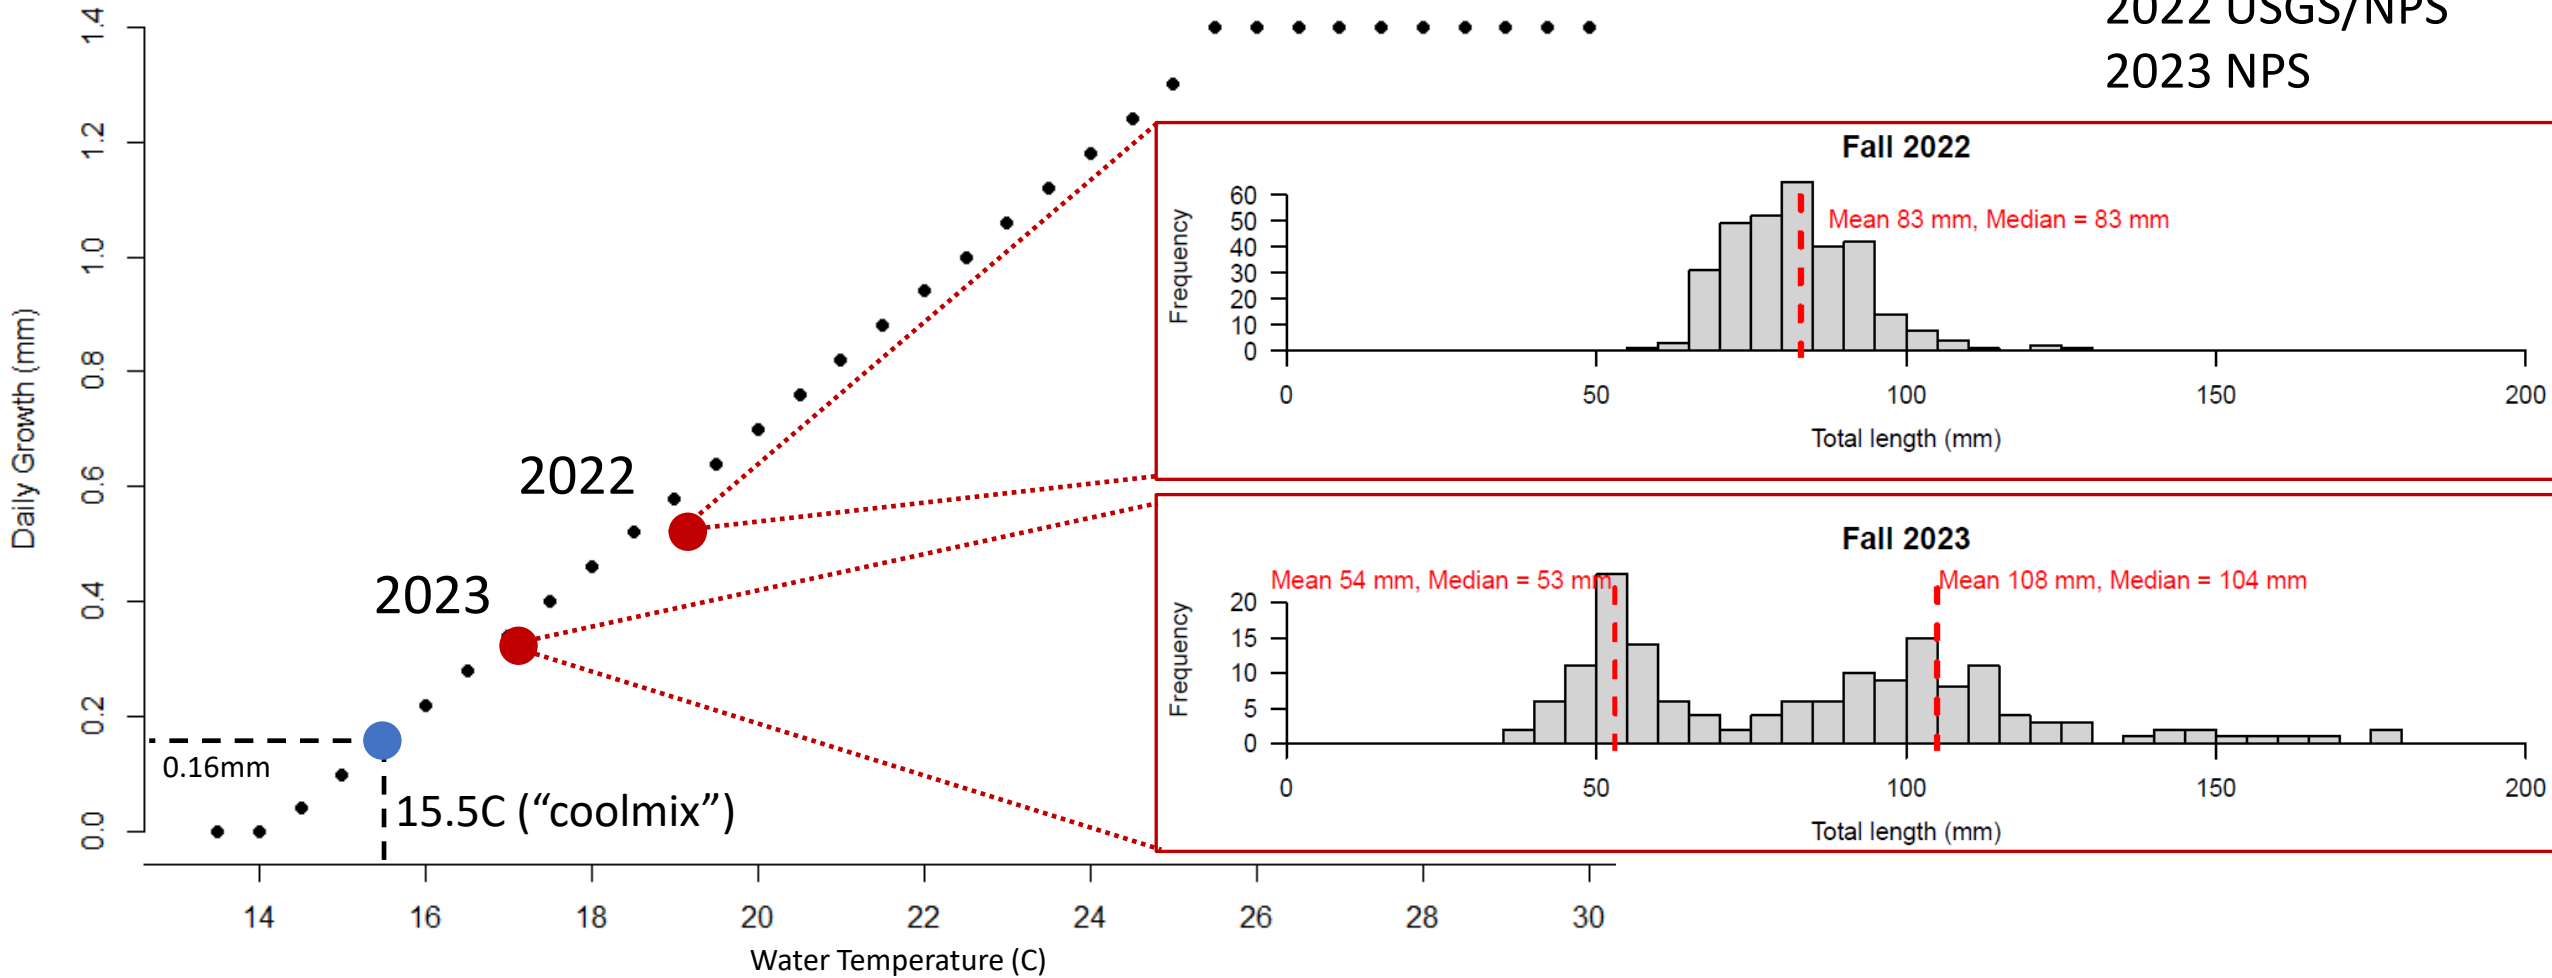 2022 USGS/NPS
2023 NPS
Daily Growth (mm)
1.4
1.2
1.0
0.8
0.6
0.4
0.2
0.0
2022
2023
0.16mm
15.5C (“coolmix”)
14 16 18 20 22 24 26 28 30
Water Temperature (C)
Fall 2022
Frequency
60
50
40
30
20
10
0
Mean 83 mm, Median = 83 mm
0 50 100 150 200
Total length (mm)
Fall 2023
Mean 54 mm, Median = 53 mm
Mean 108 mm, Median = 104 mm
Frequency
20
15
10
5
0
0 50 100 150 200
Total length (mm)